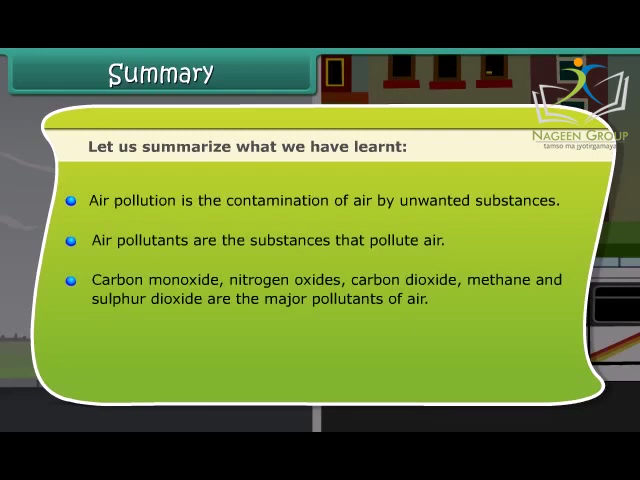 Summary
NAGEEN GROUP
tamso ma jyotirgamaya
Let us summarize what we have learnt:
Air pollution is the contamination of air by unwanted substances.
Air pollutants are the substances that pollute air.
Carbon monoxide, nitrogen oxides, carbon dioxide, methane and
sulphur dioxide are the major pollutants of air.